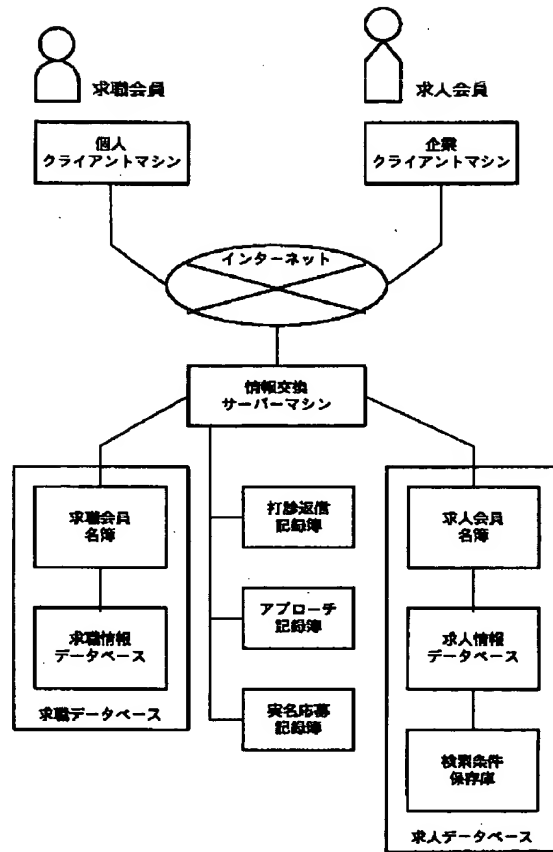 求職会員
求人会員
個人
クライアントマシン
企業
クライアントマシン
インターネット
情報交換
サーバーマシン
求職会員
名簿
求職情報
データベース
求職データベース
打診返信
記録簿
アプローチ
記録簿
実名応募
記録簿
求人会員
名簿
求人情報
データベース
検索条件
保存庫
求人データベース